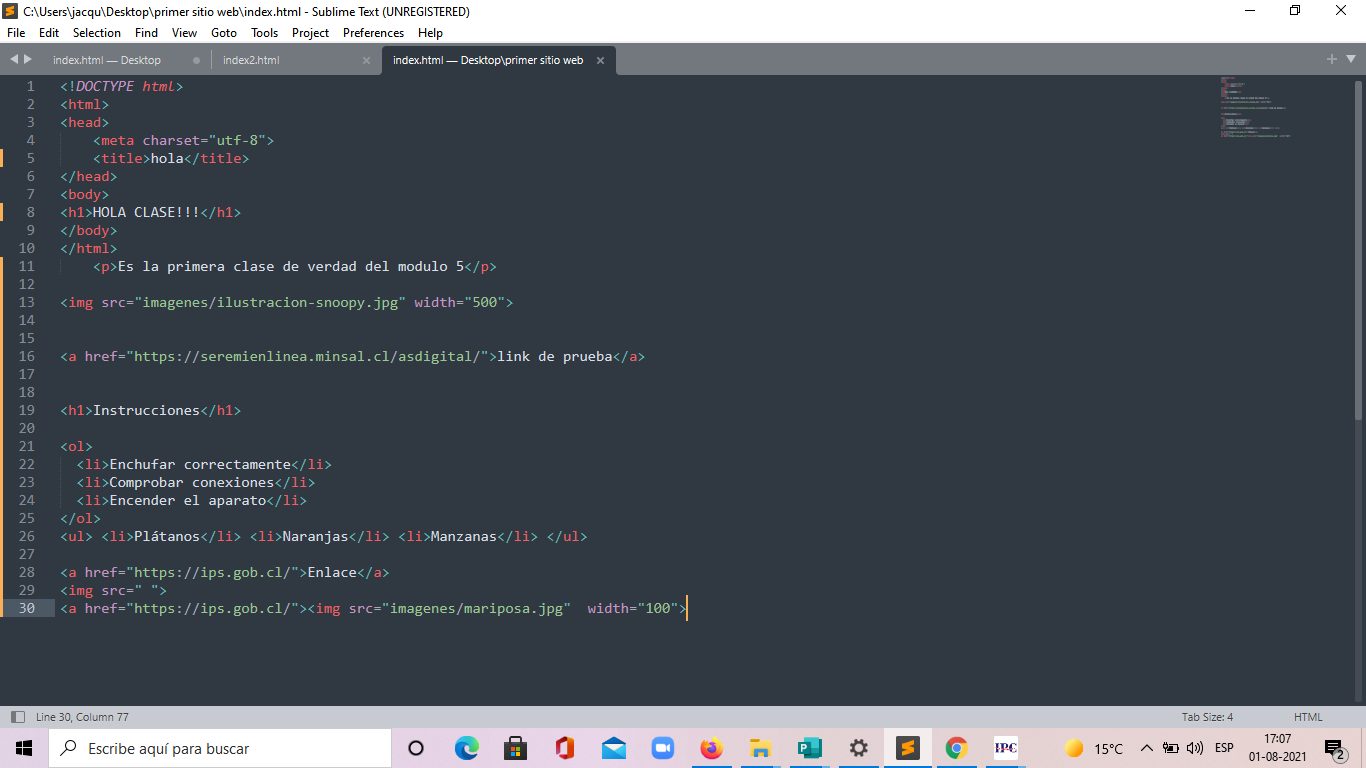 C:\Users\jacqu\Desktop\primer sitio web\index.html - Sublime Text (UNREGISTERED)
File Edit Selection Find View Goto Tools Project Preferences Help
index.html — Desktop index2.html index.html — Desktop\primer sitio web
1 <!DOCTYPE html>
2 <html>
3 <head>
4 <meta charset="utf-8">
5 <title>hola</title>
6 </head>
7 <body>
8 <h1>HOLA CLASE!!!</h1>
9 </body>
10 </html>
11 <p>Es la primera clase de verdad del modulo 5</p>
12
13 <img src="imagenes/ilustracion-snoopy.jpg" width="500">
14
15
16 <a href="https://seremienlinea.minsal.cl/asdigital/">link de prueba</a>
17
18
19 <h1>Instrucciones</h1>
20
21 <ol>
22 <li>Enchufar correctamente</li>
23 <li>Comprobar conexiones</li>
24 <li>Encender el aparato</li>
25 </ol>
26 <ul> <li>Plátanos</li> <li>Naranjas</li> <li>Manzanas</li> </ul>
27
28 <a href="https://ips.gob.cl/">Enlace</a>
29 <img src=" ">
30 <a href="https://ips.gob.cl/"><img src="imagenes/mariposa.jpg"  width="100">
Line 30, Column 77 Tab Size: 4 HTML
Escribe aquí para buscar 15°C ESP 17:07
01-08-2021 2